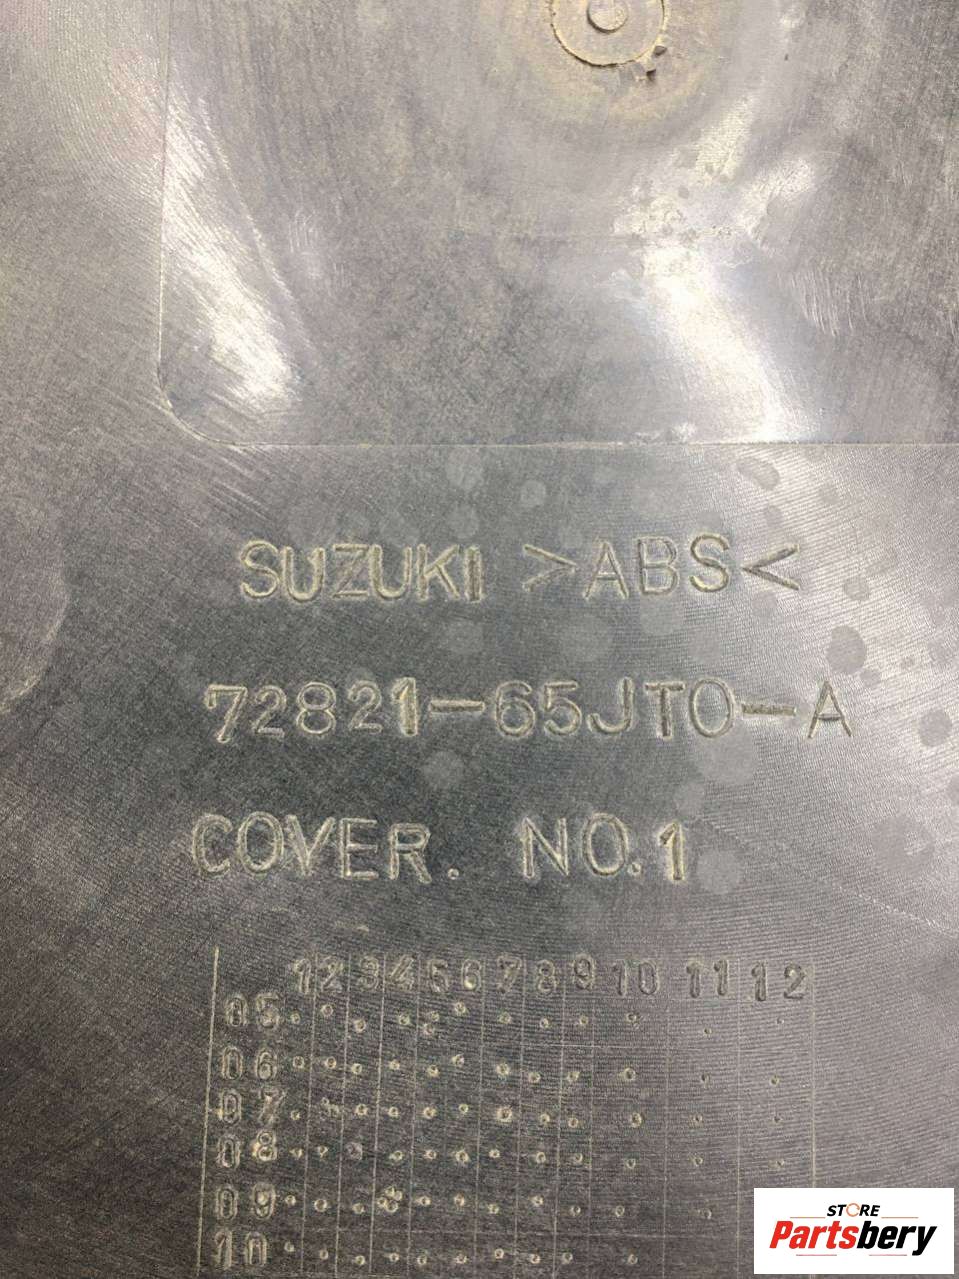 SUZUKI >ABS<
72821-65JT0-A
COVER. NO.1
1 2 3 4 5 6 7 8 9 10 11 12
05
06
07
08
09
10
STORE
Partsbery